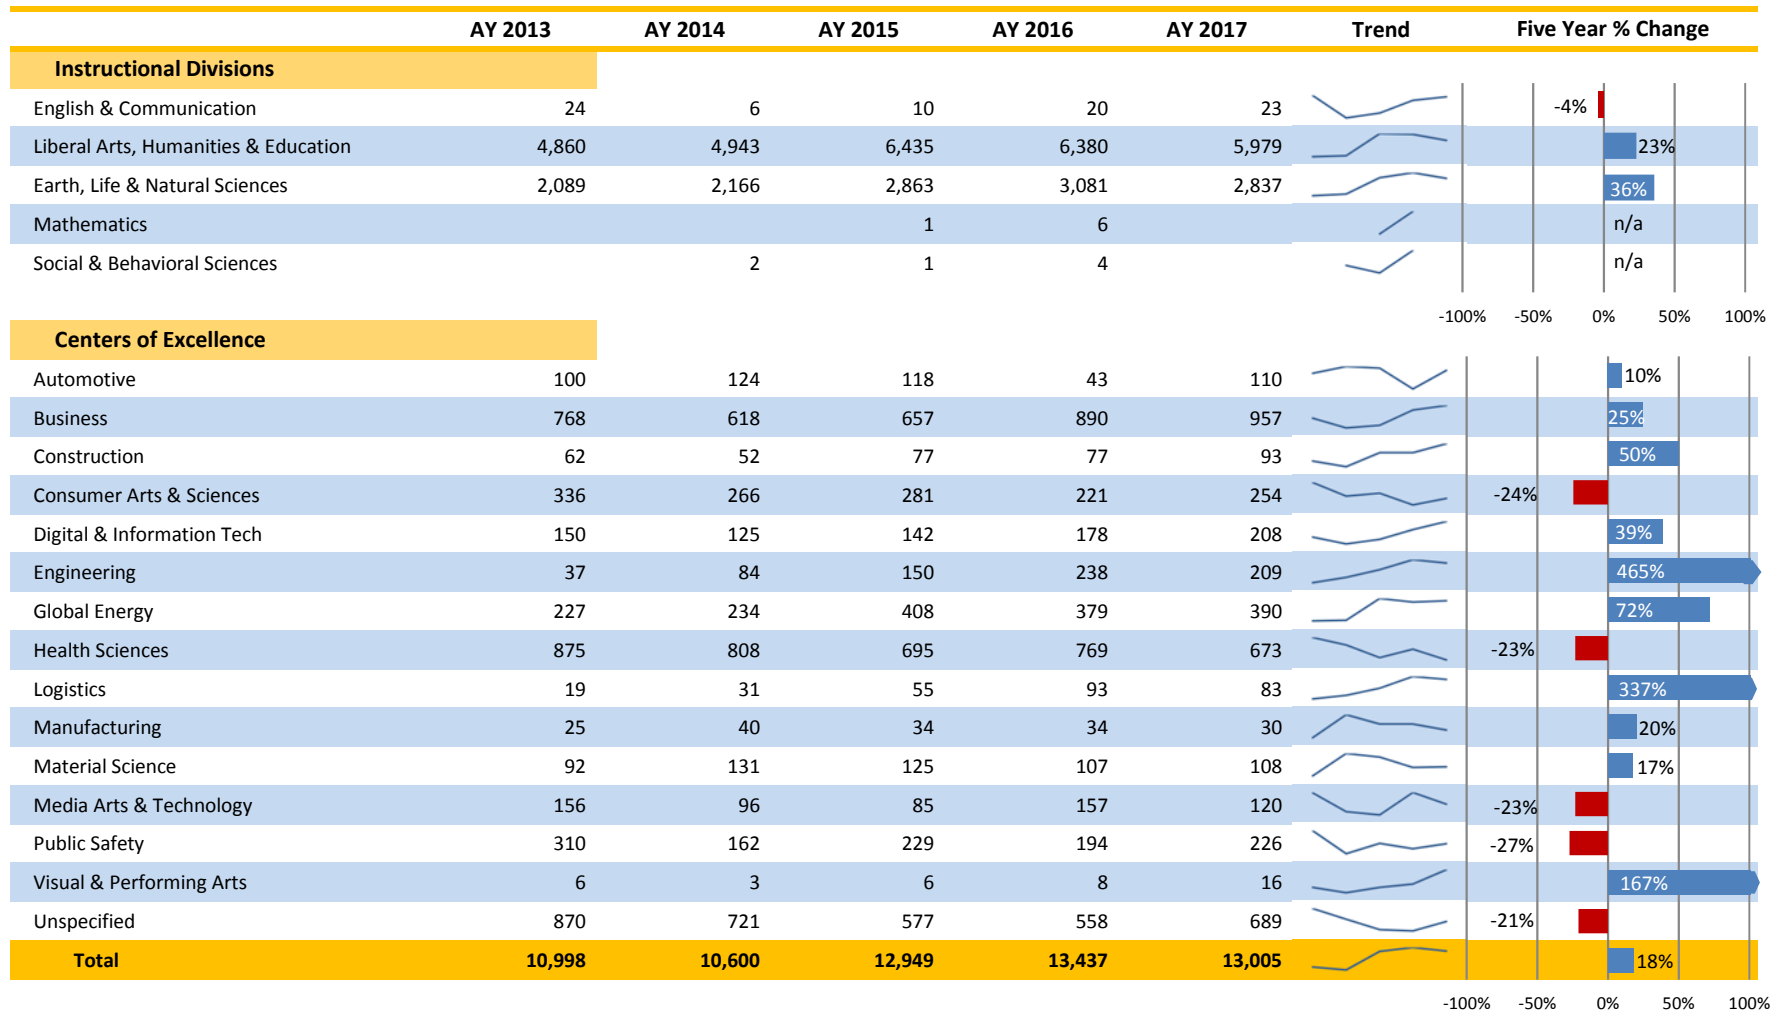 AY 2013 AY 2014 AY 2015 AY 2016 AY 2017 Trend Five Year % Change
Instructional Divisions
English & Communication 24 6 10 20 23 -4%
Liberal Arts, Humanities & Education 4,860 4,943 6,435 6,380 5,979 23%
Earth, Life & Natural Sciences 2,089 2,166 2,863 3,081 2,837 36%
Mathematics 1 6 n/a
Social & Behavioral Sciences 2 1 4 n/a
-100% -50% 0% 50% 100%
Centers of Excellence
Automotive 100 124 118 43 110 10%
Business 768 618 657 890 957 25%
Construction 62 52 77 77 93 50%
Consumer Arts & Sciences 336 266 281 221 254 -24%
Digital & Information Tech 150 125 142 178 208 39%
Engineering 37 84 150 238 209 465%
Global Energy 227 234 408 379 390 72%
Health Sciences 875 808 695 769 673 -23%
Logistics 19 31 55 93 83 337%
Manufacturing 25 40 34 34 30 20%
Material Science 92 131 125 107 108 17%
Media Arts & Technology 156 96 85 157 120 -23%
Public Safety 310 162 229 194 226 -27%
Visual & Performing Arts 6 3 6 8 16 167%
Unspecified 870 721 577 558 689 -21%
Total 10,998 10,600 12,949 13,437 13,005 18%
-100% -50% 0% 50% 100%